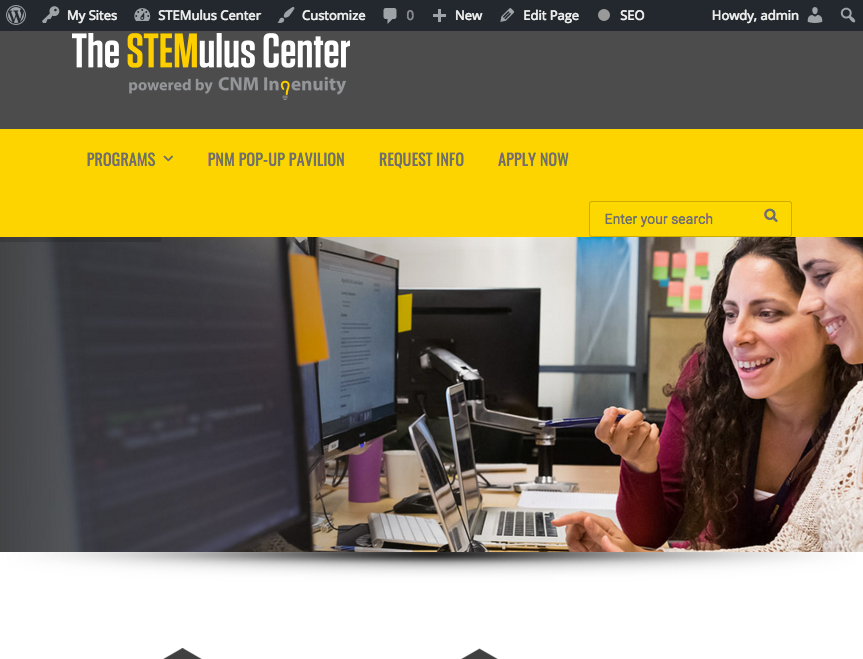 My Sites STEMulus Center Customize 0 New Edit Page SEO Howdy, admin
The STEMulus Center
powered by CNM Ingenuity
PROGRAMS PNM POP-UP PAVILION REQUEST INFO APPLY NOW
Enter your search